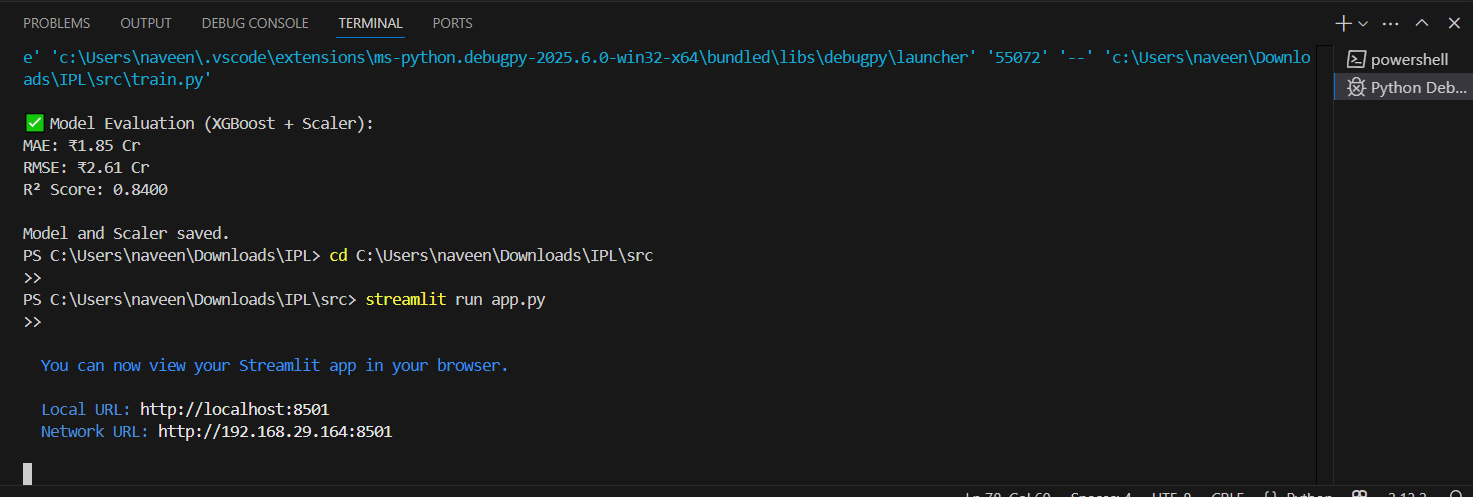 PROBLEMS OUTPUT DEBUG CONSOLE TERMINAL PORTS
powershell
Python Deb...
e' 'c:\Users\naveen\.vscode\extensions\ms-python.debugpy-2025.6.0-win32-x64\bundled\libs\debugpy\launcher' '55072' '--' 'c:\Users\naveen\Downlo
ads\IPL\src\train.py'
✅ Model Evaluation (XGBoost + Scaler):
MAE: ₹1.85 Cr
RMSE: ₹2.61 Cr
R² Score: 0.8400
Model and Scaler saved.
PS C:\Users\naveen\Downloads\IPL> cd C:\Users\naveen\Downloads\IPL\src
>>
PS C:\Users\naveen\Downloads\IPL\src> streamlit run app.py
>>
You can now view your Streamlit app in your browser.
Local URL: http://localhost:8501
Network URL: http://192.168.29.164:8501